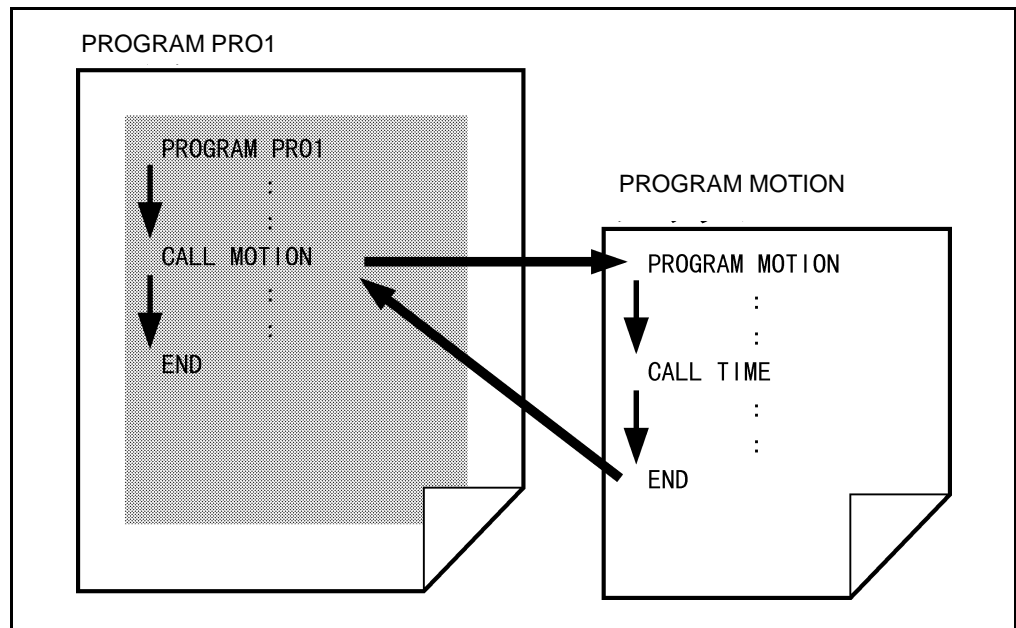 PROGRAM PRO1
PROGRAM PRO1
:
:
CALL MOTION
:
:
END
PROGRAM MOTION
PROGRAM MOTION
:
:
CALL TIME
:
:
END